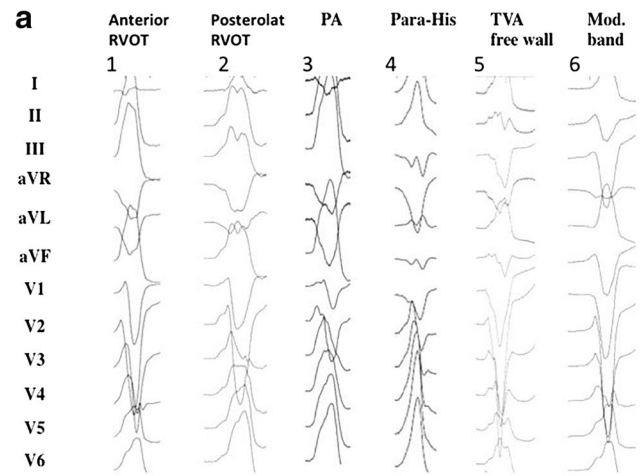 a
Anterior RVOT
Posterolat RVOT
PA
Para-His
TVA free wall
Mod. band
1
2
3
4
5
6
I
II
III
aVR
aVL
aVF
V1
V2
V3
V4
V5
V6